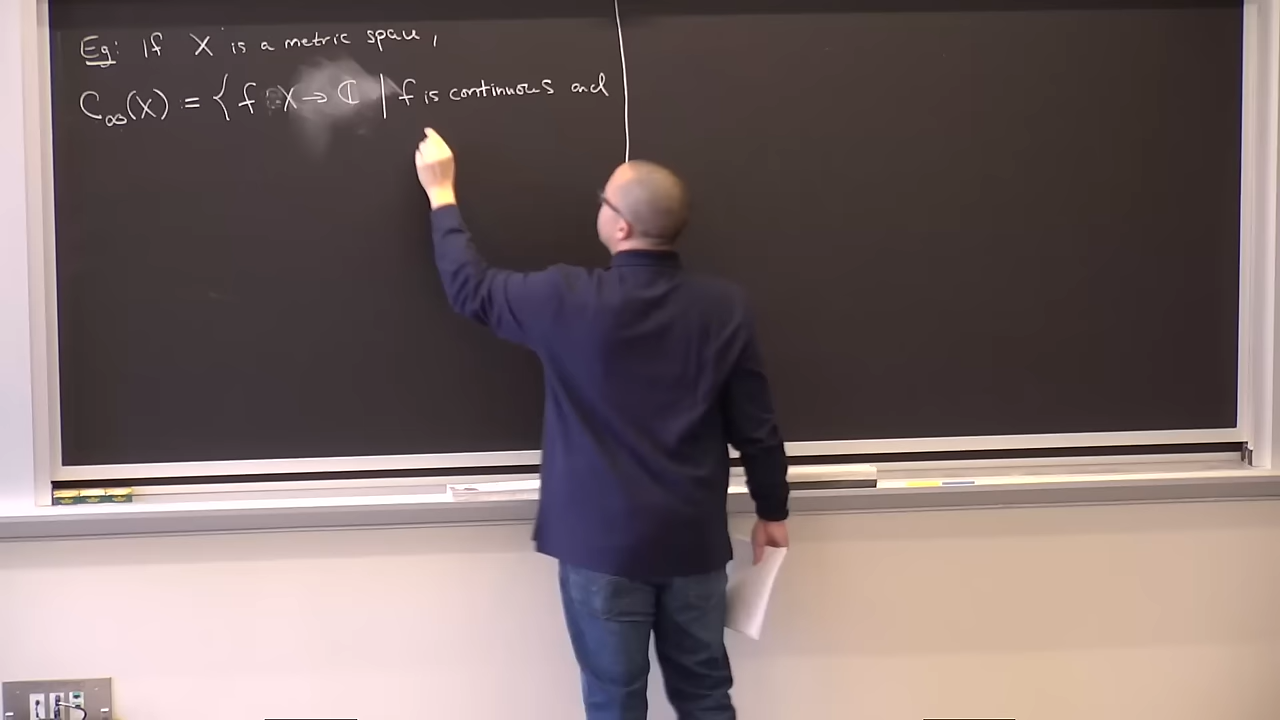 Eg: If X is a metric space,
C∞(X) = { f : X → ℂ | f is continuous and